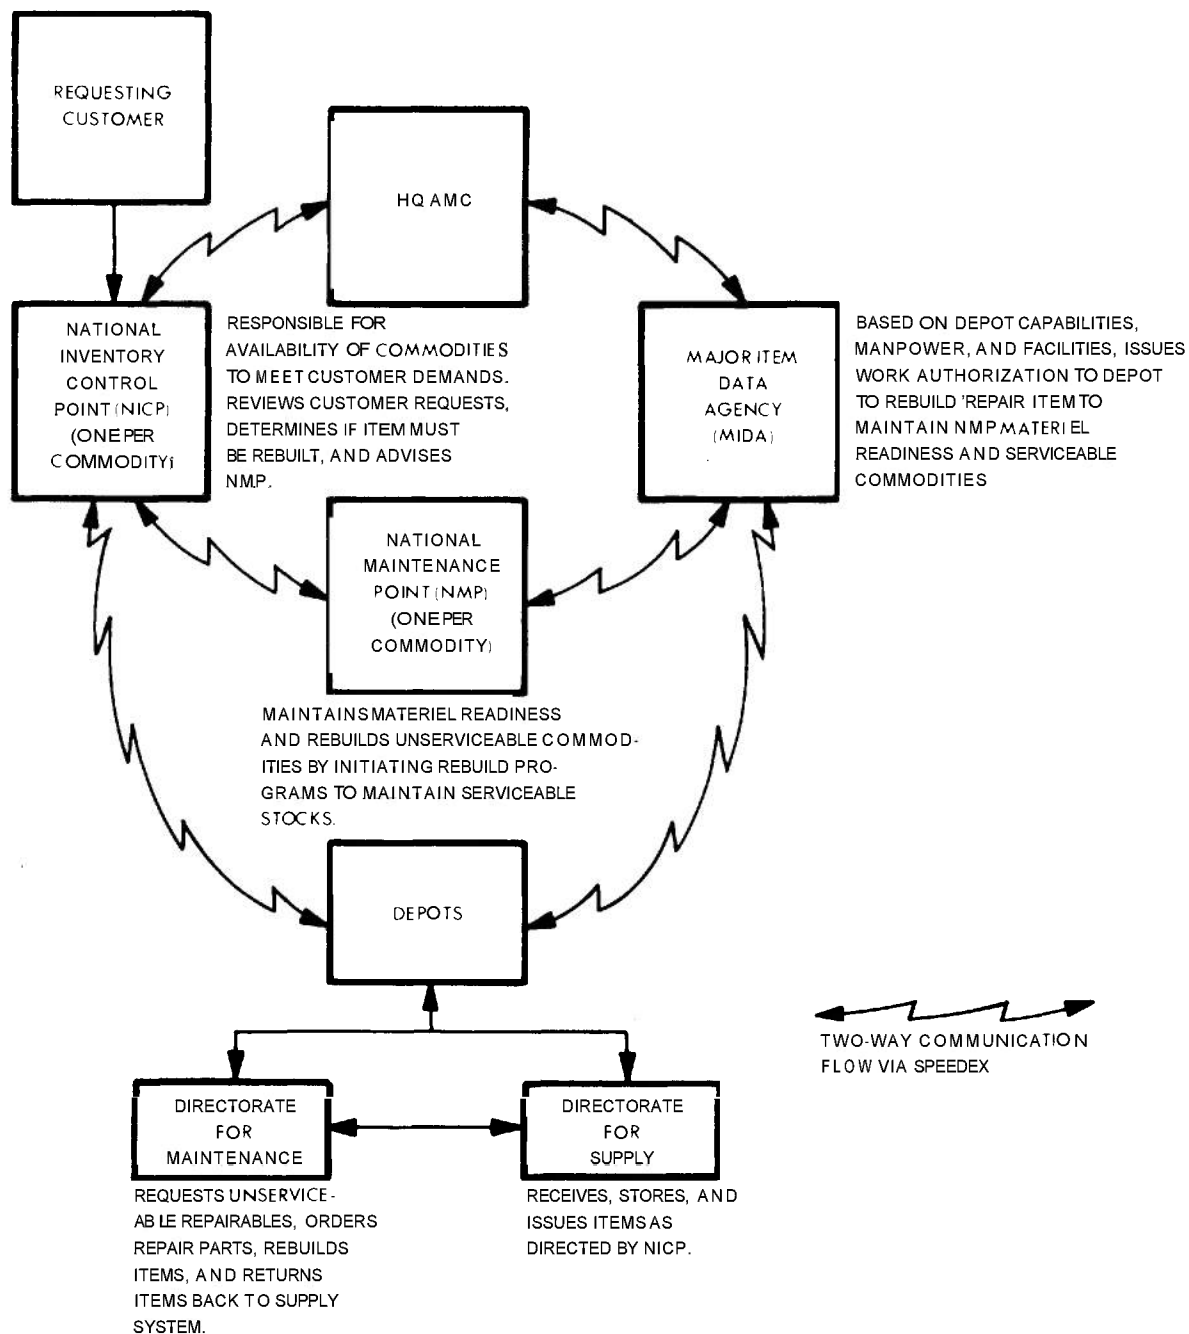 REQUESTING
CUSTOMER
HQ AMC
NATIONAL
INVENTORY
CONTROL
POINT (NICP)
(ONE PER
COMMODITY)
RESPONSIBLE FOR
AVAILABILITY OF COMMODITIES
TO MEET CUSTOMER DEMANDS.
REVIEWS CUSTOMER REQUESTS,
DETERMINES IF ITEM MUST
BE REBUILT, AND ADVISES
NMP.
MAJOR ITEM
DATA
AGENCY
(MIDA)
BASED ON DEPOT CAPABILITIES,
MANPOWER, AND FACILITIES, ISSUES
WORK AUTHORIZATION TO DEPOT
TO REBUILD 'REPAIR ITEM TO
MAINTAIN NMP MATERIEL
READINESS AND SERVICEABLE
COMMODITIES
NATIONAL
MAINTENANCE
POINT (NMP)
(ONE PER
COMMODITY)
MAINTAINS MATERIEL READINESS
AND REBUILDS UNSERVICEABLE COMMOD-
ITIES BY INITIATING REBUILD PRO-
GRAMS TO MAINTAIN SERVICEABLE
STOCKS.
DEPOTS
TWO-WAY COMMUNICATION
FLOW VIA SPEEDEX
DIRECTORATE
FOR
MAINTENANCE
DIRECTORATE
FOR
SUPPLY
REQUESTS UNSERVICE-
ABLE REPAIRABLES, ORDERS
REPAIR PARTS, REBUILDS
ITEMS, AND RETURNS
ITEMS BACK TO SUPPLY
SYSTEM.
RECEIVES, STORES, AND
ISSUES ITEMS AS
DIRECTED BY NICP.